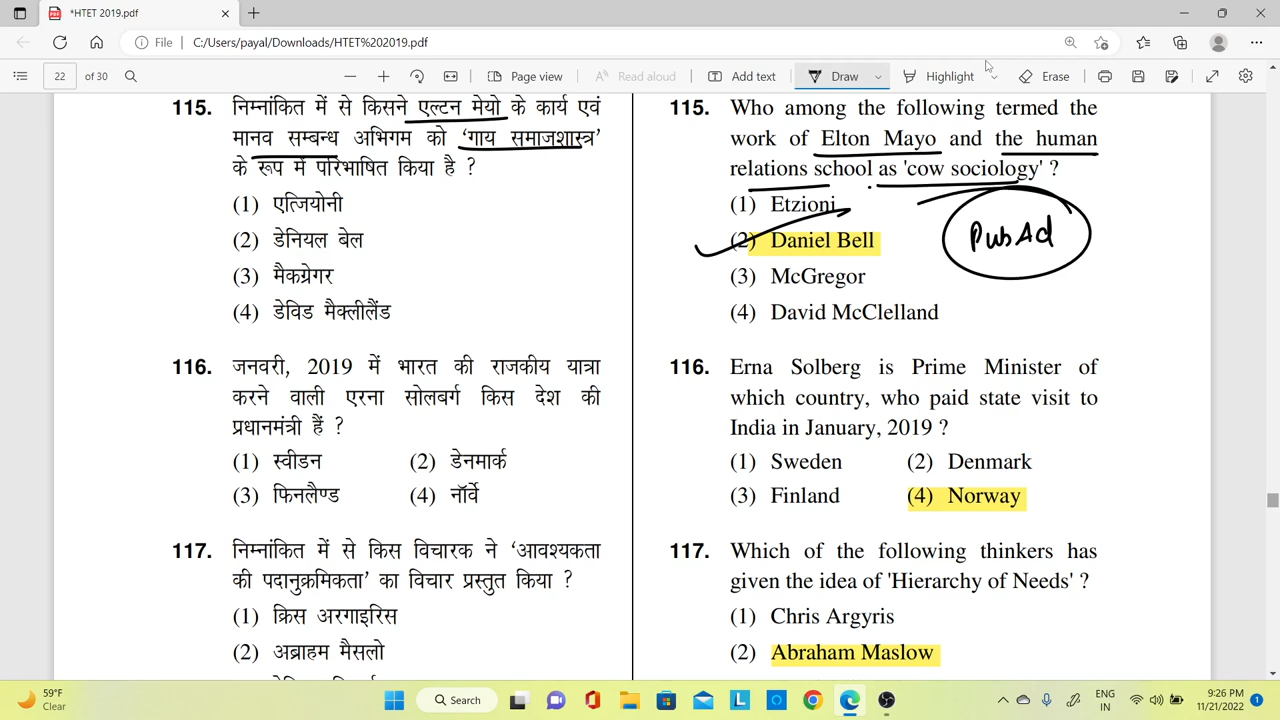 *HTET 2019.pdf
File C:/Users/payal/Downloads/HTET%202019.pdf
22 of 30 Page view Read aloud Add text Draw Highlight Erase
115. निम्नांकित में से किसने एल्टन मेयो के कार्य एवं
मानव सम्बन्ध अभिगम को 'गाय समाजशास्त्र'
के रूप में परिभाषित किया है ?
(1) एत्जियोनी
(2) डेनियल बेल
(3) मैकग्रेगर
(4) डेविड मैक्लीलैंड
116. जनवरी, 2019 में भारत की राजकीय यात्रा
करने वाली एरना सोलबर्ग किस देश की
प्रधानमंत्री हैं ?
(1) स्वीडन (2) डेनमार्क
(3) फिनलैण्ड (4) नॉर्वे
117. निम्नांकित में से किस विचारक ने 'आवश्यकता
की पदानुक्रमिकता' का विचार प्रस्तुत किया ?
(1) क्रिस अरगाइरिस
(2) अब्राहम मैसलो
115. Who among the following termed the
work of Elton Mayo and the human
relations school as 'cow sociology' ?
(1) Etzioni
(2) Daniel Bell
PubAd
(3) McGregor
(4) David McClelland
116. Erna Solberg is Prime Minister of
which country, who paid state visit to
India in January, 2019 ?
(1) Sweden (2) Denmark
(3) Finland (4) Norway
117. Which of the following thinkers has
given the idea of 'Hierarchy of Needs' ?
(1) Chris Argyris
(2) Abraham Maslow
59°F
Clear
Search
ENG
IN
9:26 PM
11/21/2022
1